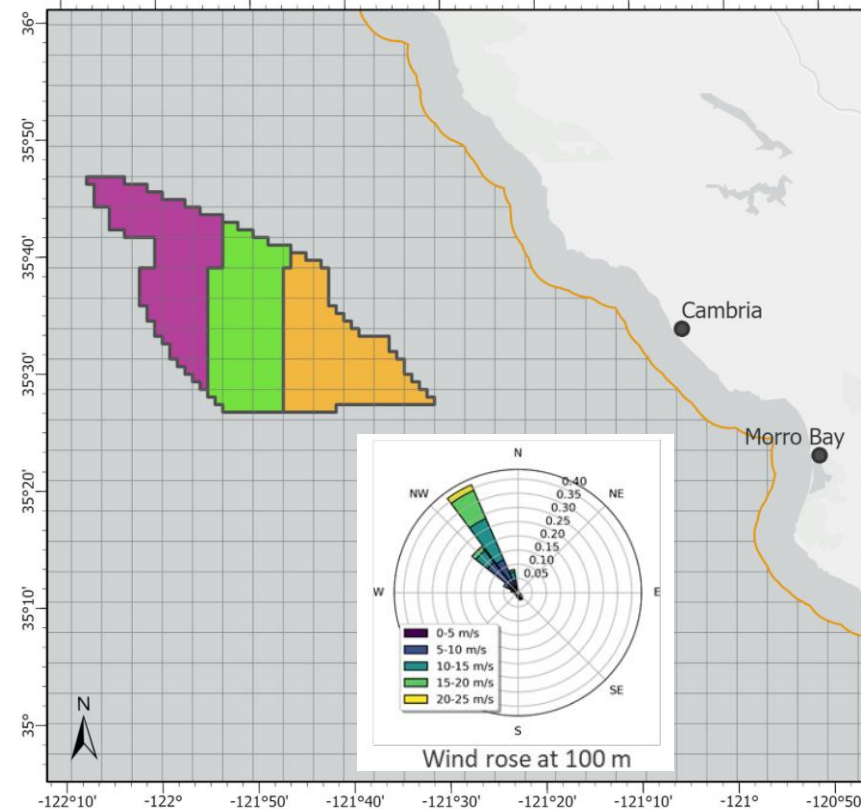 36°
35°50'
35°40'
35°30'
35°20'
35°10'
35°
Cambria
Morro Bay
N
NW
NE
W
E
SE
S
0.40
0.35
0.30
0.25
0.20
0.15
0.10
0.05
0-5 m/s
5-10 m/s
10-15 m/s
15-20 m/s
20-25 m/s
Wind rose at 100 m
N
-122°10'
-122°
-121°50'
-121°40'
-121°30'
-121°20'
-121°10'
-121°
-120°50'